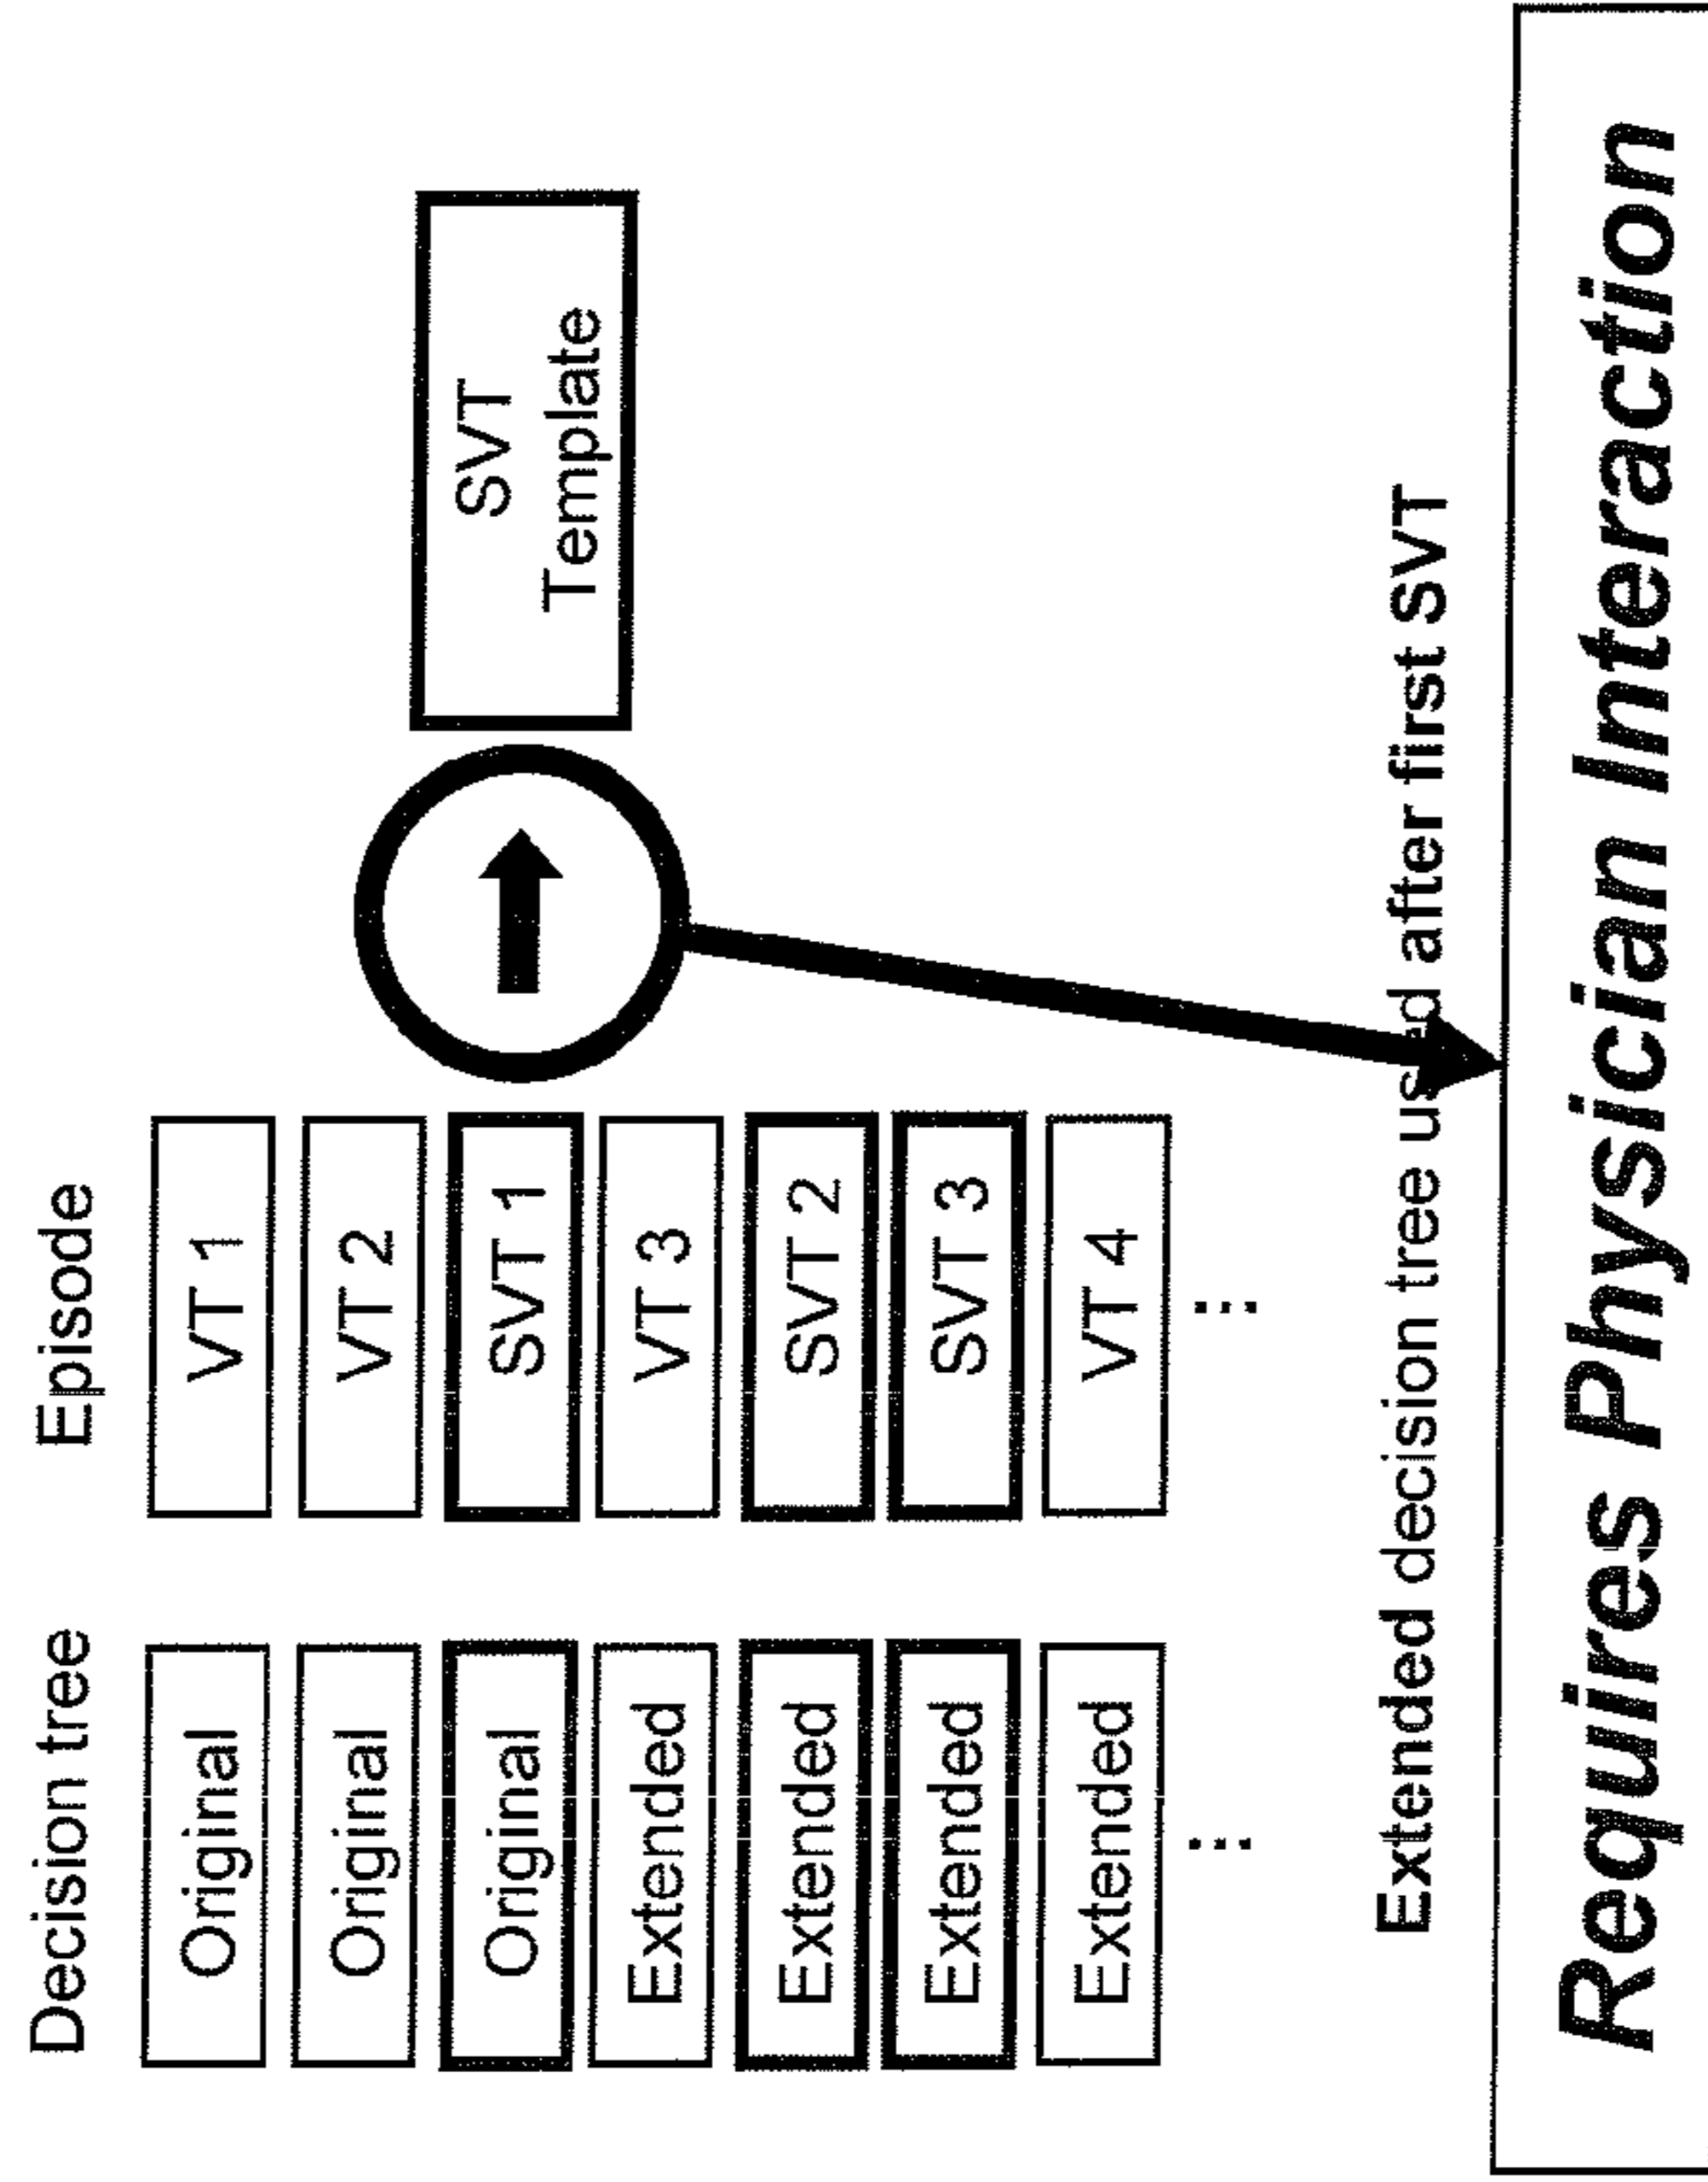 Decision tree Episode
Original VT 1
Original VT 2
Original SVT 1 SVT
Template
Extended VT 3
Extended SVT 2
Extended SVT 3
Extended VT 4
⋮ ⋮
Extended decision tree used after first SVT
Requires Physician Interaction